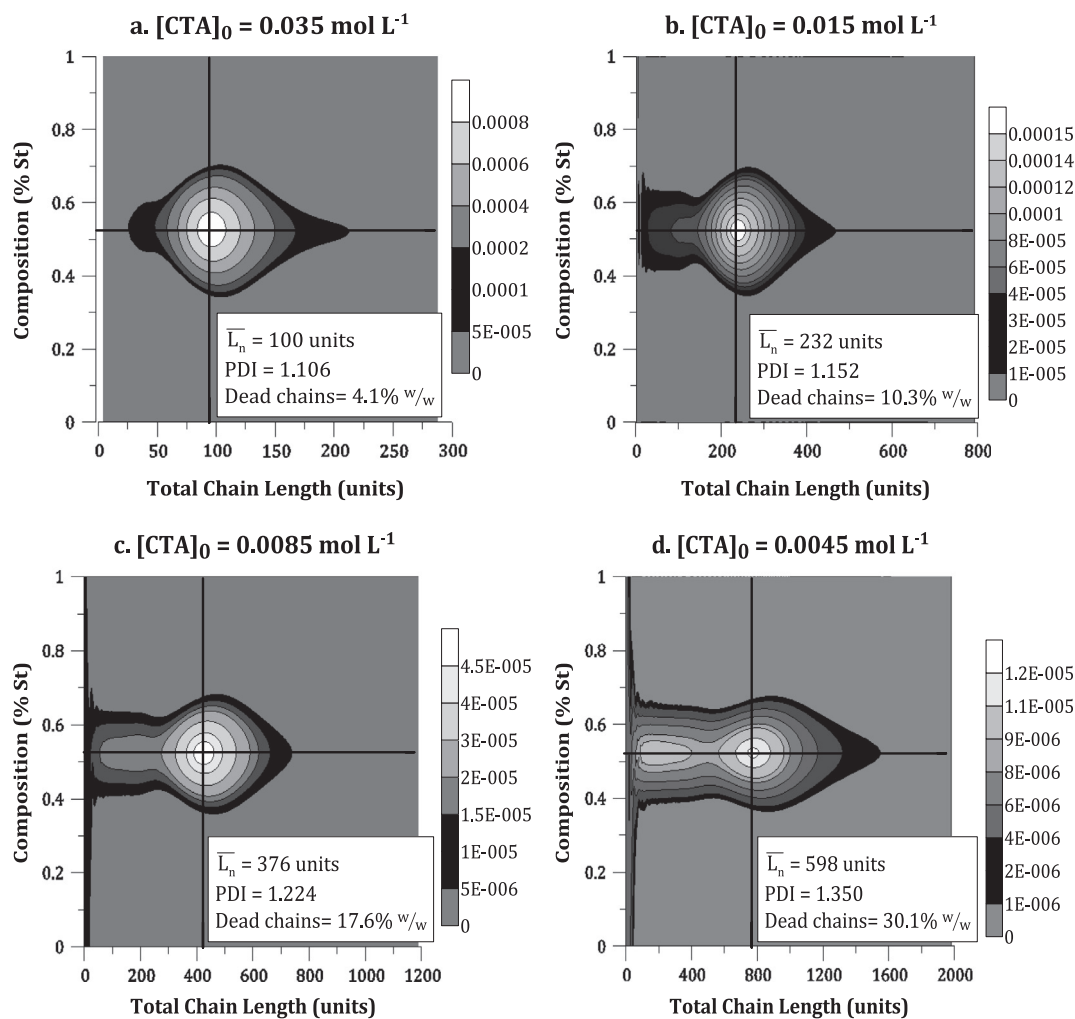 a. [CTA]₀ = 0.035 mol L⁻¹
Composition (% St)
1
0.8
0.6
0.4
0.2
0
0
50
100
150
200
250
300
Total Chain Length (units)
0.0008
0.0006
0.0004
0.0002
0.0001
5E-005
0
L̅ₙ = 100 units
PDI = 1.106
Dead chains= 4.1% w/w
b. [CTA]₀ = 0.015 mol L⁻¹
Composition (% St)
1
0.8
0.6
0.4
0.2
0
0
200
400
600
800
Total Chain Length (units)
0.00015
0.00014
0.00012
0.0001
8E-005
6E-005
4E-005
3E-005
2E-005
1E-005
0
L̅ₙ = 232 units
PDI = 1.152
Dead chains= 10.3% w/w
c. [CTA]₀ = 0.0085 mol L⁻¹
Composition (% St)
1
0.8
0.6
0.4
0.2
0
0
200
400
600
800
1000
1200
Total Chain Length (units)
4.5E-005
4E-005
3E-005
2E-005
1.5E-005
1E-005
5E-006
0
L̅ₙ = 376 units
PDI = 1.224
Dead chains= 17.6% w/w
d. [CTA]₀ = 0.0045 mol L⁻¹
Composition (% St)
1
0.8
0.6
0.4
0.2
0
0
400
800
1200
1600
2000
Total Chain Length (units)
1.2E-005
1.1E-005
9E-006
8E-006
6E-006
4E-006
2E-006
1E-006
0
L̅ₙ = 598 units
PDI = 1.350
Dead chains= 30.1% w/w